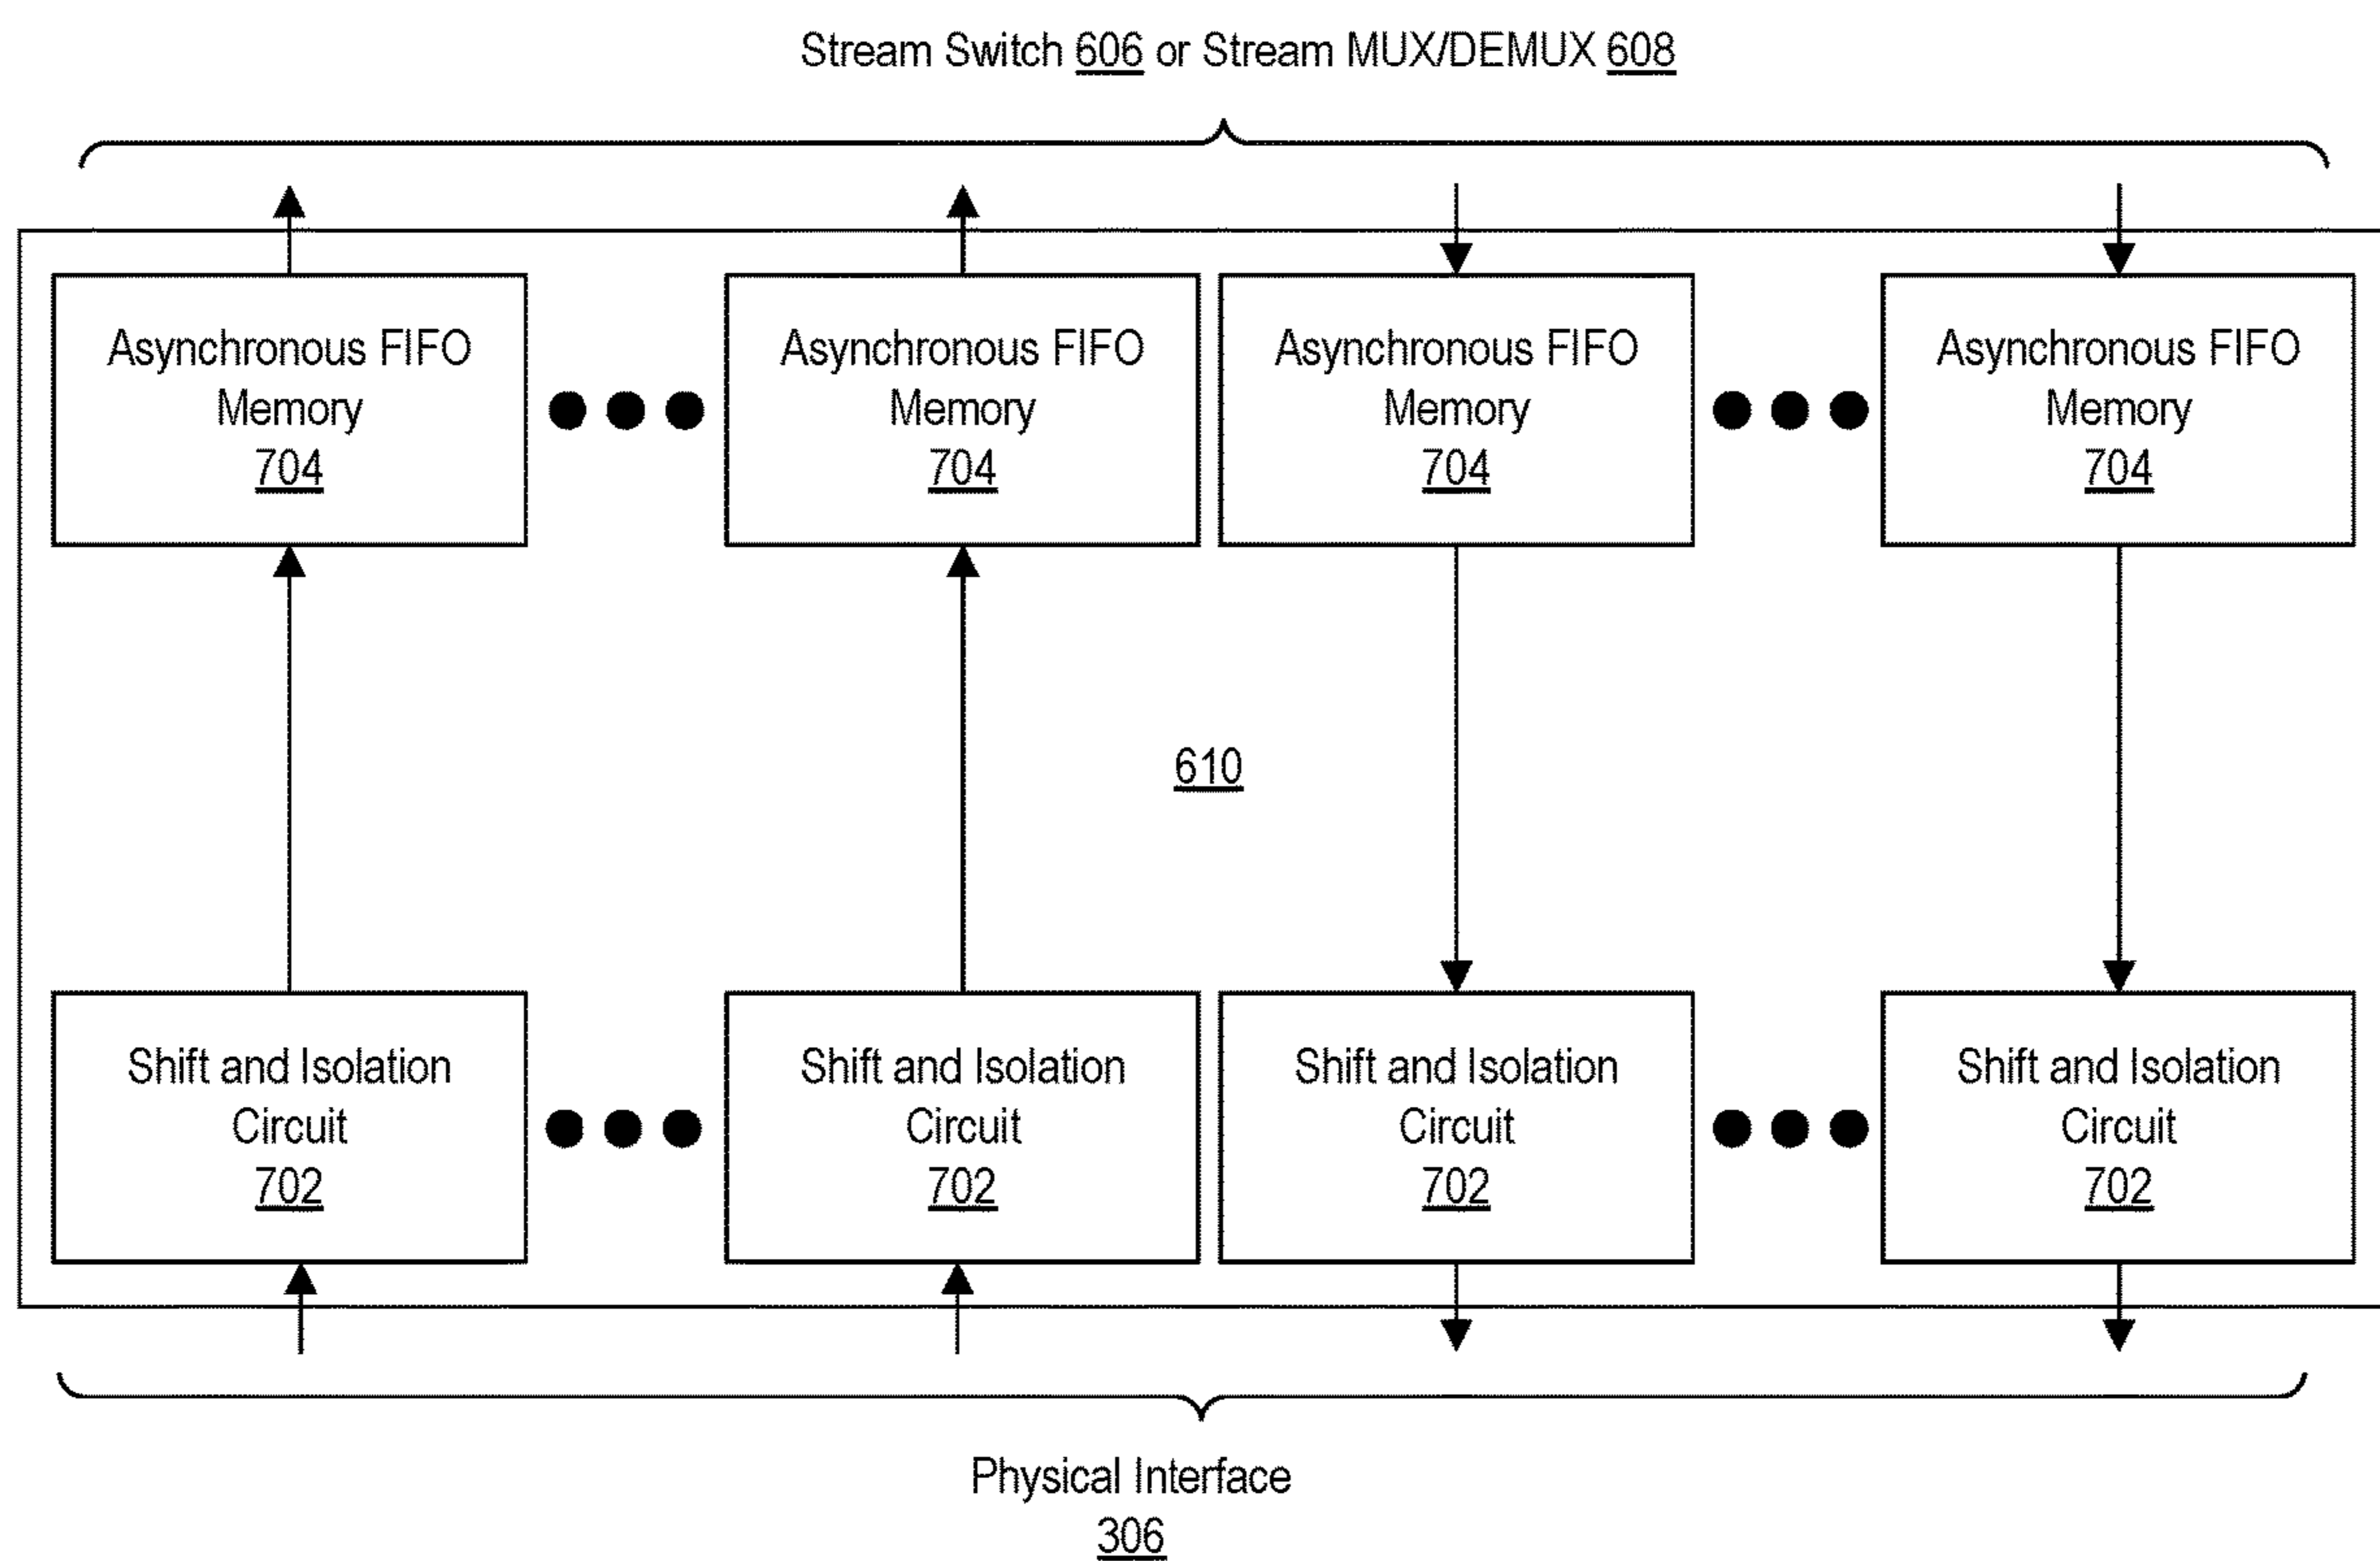 Stream Switch 606 or Stream MUX/DEMUX 608
Asynchronous FIFO
Memory
704
Asynchronous FIFO
Memory
704
Asynchronous FIFO
Memory
704
Asynchronous FIFO
Memory
704
610
Shift and Isolation
Circuit
702
Shift and Isolation
Circuit
702
Shift and Isolation
Circuit
702
Shift and Isolation
Circuit
702
Physical Interface
306